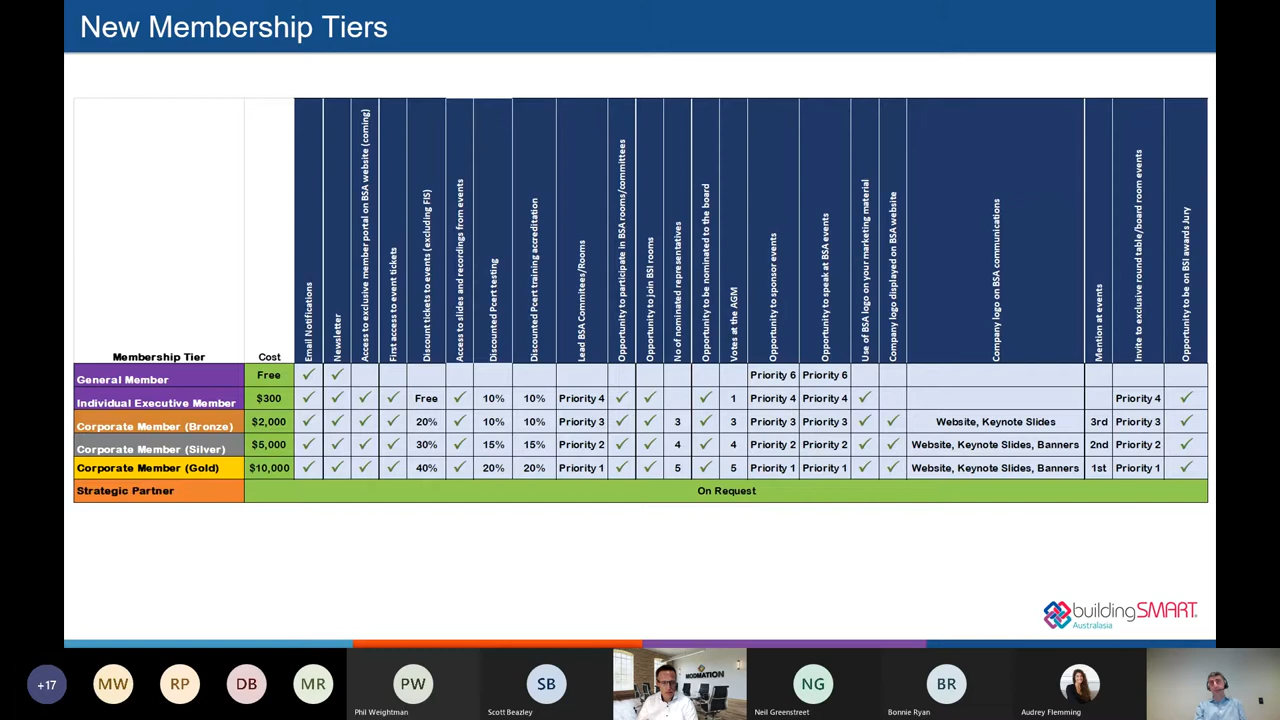 New Membership Tiers
Membership Tier
Cost
Email Notifications
Newsletter
Access to exclusive member portal on BSA website (coming)
First access to event tickets
Discount tickets to events (excluding FIS)
Access to slides and recordings from events
Discounted Pcert testing
Discounted Pcert training accreditation
Lead BSA Committees/Rooms
Opportunity to participate in BSA rooms/committees
Opportunity to join BSI rooms
No of nominated representatives
Opportunity to be nominated to the board
Votes at the AGM
Opportunity to sponsor events
Opportunity to speak at BSA events
Use of BSA logo on your marketing material
Company logo displayed on BSA website
Company logo on BSA communications
Mention at events
Invite to exclusive round table/board room events
Opportunity to be on BSI awards Jury
General Member Free ✓ ✓ Priority 6 Priority 6
Individual Executive Member $300 ✓ ✓ ✓ ✓ Free ✓ 10% 10% Priority 4 ✓ ✓ ✓ 1 Priority 4 Priority 4 ✓ Priority 4 ✓
Corporate Member (Bronze) $2,000 ✓ ✓ ✓ ✓ 20% ✓ 10% 10% Priority 3 ✓ ✓ 3 ✓ 3 Priority 3 Priority 3 ✓ ✓ Website, Keynote Slides 3rd Priority 3 ✓
Corporate Member (Silver) $5,000 ✓ ✓ ✓ ✓ 30% ✓ 15% 15% Priority 2 ✓ ✓ 4 ✓ 4 Priority 2 Priority 2 ✓ ✓ Website, Keynote Slides, Banners 2nd Priority 2 ✓
Corporate Member (Gold) $10,000 ✓ ✓ ✓ ✓ 40% ✓ 20% 20% Priority 1 ✓ ✓ 5 ✓ 5 Priority 1 Priority 1 ✓ ✓ Website, Keynote Slides, Banners 1st Priority 1 ✓
Strategic Partner On Request
buildingSMART
Australasia
+17 MW RP DB MR PW SB MODMATION NG BR
Phil Weightman Scott Beazley Neil Greenstreet Bonnie Ryan Audrey Flemming